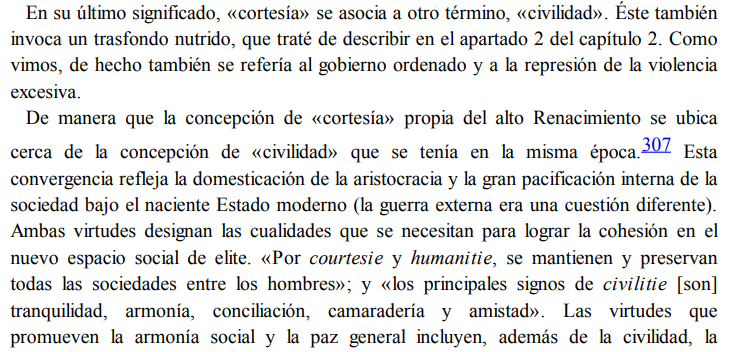 En su último significado, «cortesía» se asocia a otro término, «civilidad». Éste también
invoca un trasfondo nutrido, que traté de describir en el apartado 2 del capítulo 2. Como
vimos, de hecho también se refería al gobierno ordenado y a la represión de la violencia
excesiva.
De manera que la concepción de «cortesía» propia del alto Renacimiento se ubica
cerca de la concepción de «civilidad» que se tenía en la misma época.307 Esta
convergencia refleja la domesticación de la aristocracia y la gran pacificación interna de la
sociedad bajo el naciente Estado moderno (la guerra externa era una cuestión diferente).
Ambas virtudes designan las cualidades que se necesitan para lograr la cohesión en el
nuevo espacio social de elite. «Por courtesie y humanitie, se mantienen y preservan
todas las sociedades entre los hombres»; y «los principales signos de civilitie [son]
tranquilidad, armonía, conciliación, camaradería y amistad». Las virtudes que
promueven la armonía social y la paz general incluyen, además de la civilidad, la